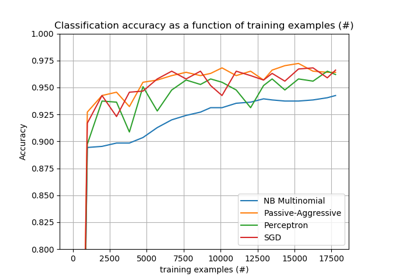 Classification accuracy as a function of training examples (#)
1.000
0.975
0.950
0.925
0.900
0.875
0.850
0.825
0.800
Accuracy
NB Multinomial
Passive-Aggressive
Perceptron
SGD
0 2500 5000 7500 10000 12500 15000 17500
training examples (#)